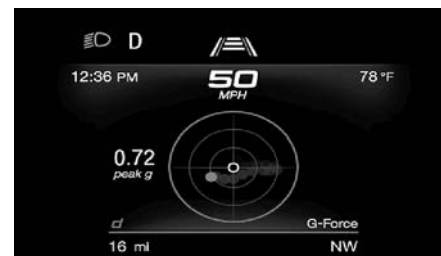 D
12:36 PM
50
78 °F
MPH
0.72
peak g
d
G-Force
16 mi
NW